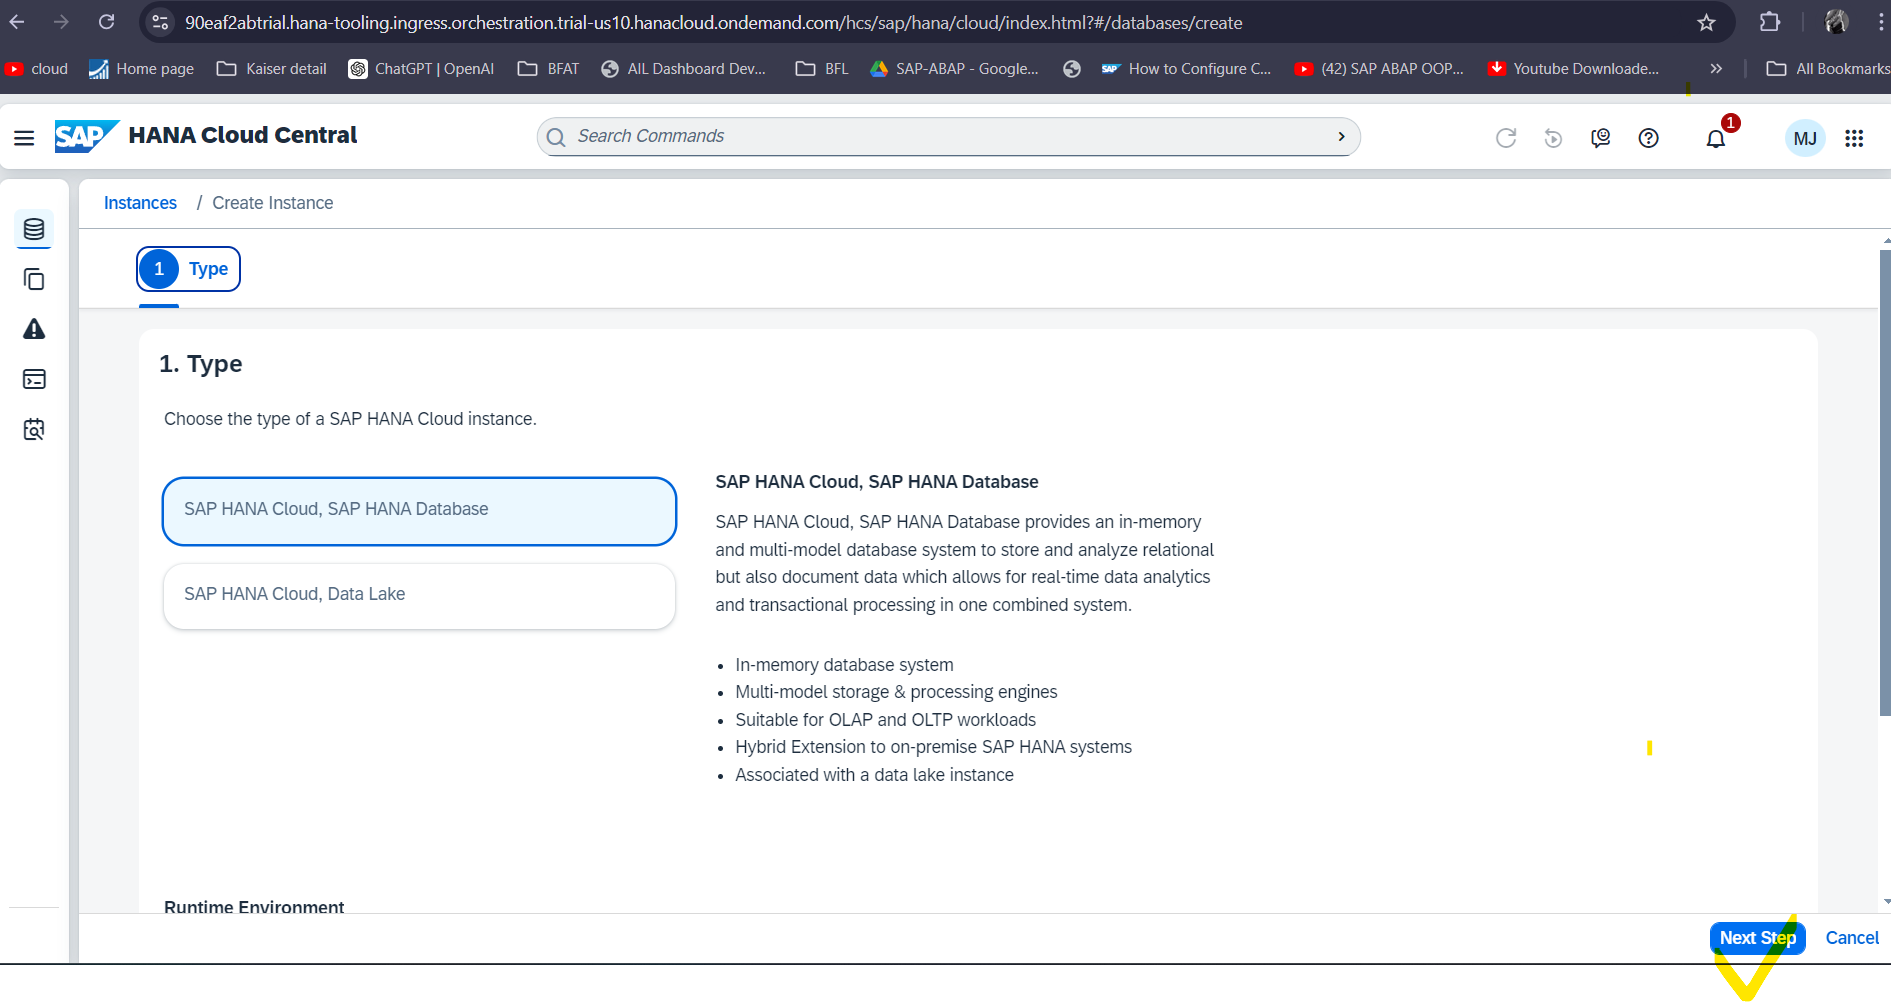 90eaf2abtrial.hana-tooling.ingress.orchestration.trial-us10.hanacloud.ondemand.com/hcs/sap/hana/cloud/index.html?#/databases/create
cloud Home page Kaiser detail ChatGPT | OpenAI BFAT AIL Dashboard Dev... BFL SAP-ABAP - Google... SAP How to Configure C... (42) SAP ABAP OOP... Youtube Downloade... » All Bookmarks
SAP HANA Cloud Central Search Commands 1 MJ
Instances / Create Instance
1 Type
1. Type
Choose the type of a SAP HANA Cloud instance.
SAP HANA Cloud, SAP HANA Database
SAP HANA Cloud, Data Lake
SAP HANA Cloud, SAP HANA Database
SAP HANA Cloud, SAP HANA Database provides an in-memory
and multi-model database system to store and analyze relational
but also document data which allows for real-time data analytics
and transactional processing in one combined system.
• In-memory database system
• Multi-model storage & processing engines
• Suitable for OLAP and OLTP workloads
• Hybrid Extension to on-premise SAP HANA systems
• Associated with a data lake instance
Runtime Environment
Next Step Cancel